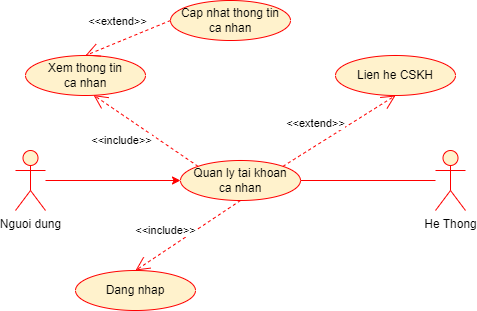 Cap nhat thong tin
ca nhan
<<extend>>
Xem thong tin
ca nhan
Lien he CSKH
<<extend>>
<<include>>
Quan ly tai khoan
ca nhan
Nguoi dung
He Thong
<<include>>
Dang nhap